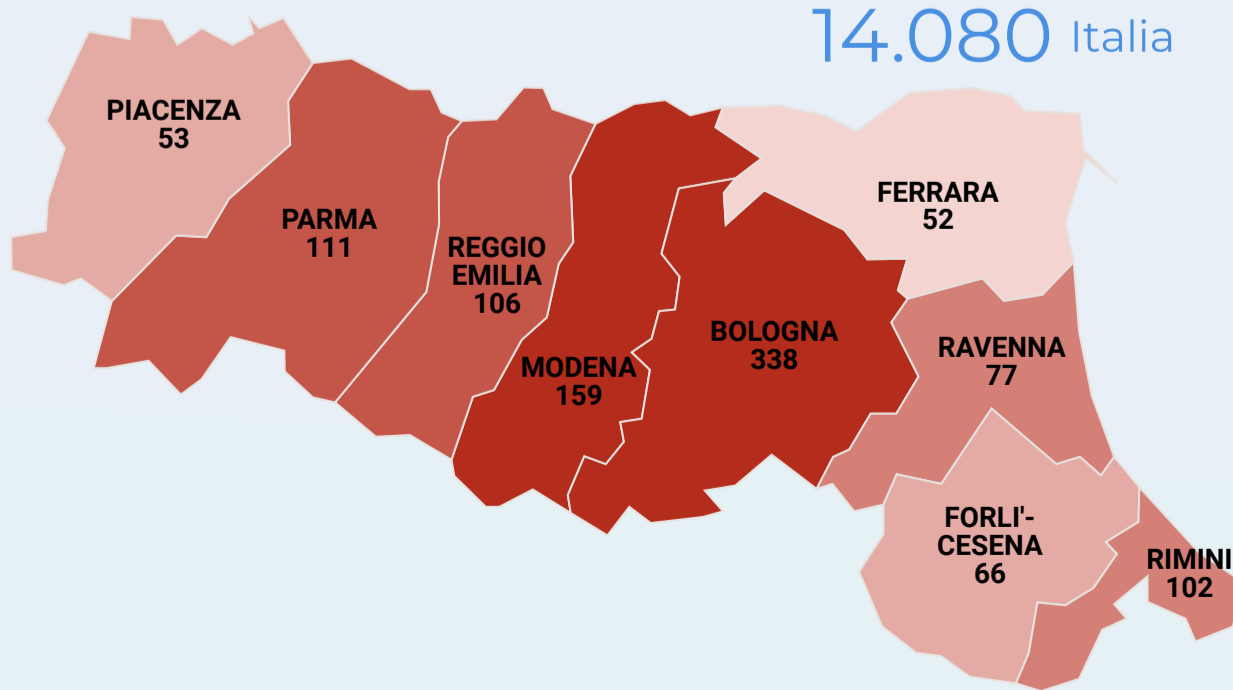 14.080 Italia
PIACENZA
53
PARMA
111
REGGIO
EMILIA
106
MODENA
159
BOLOGNA
338
FERRARA
52
RAVENNA
77
FORLI'-
CESENA
66
RIMINI
102